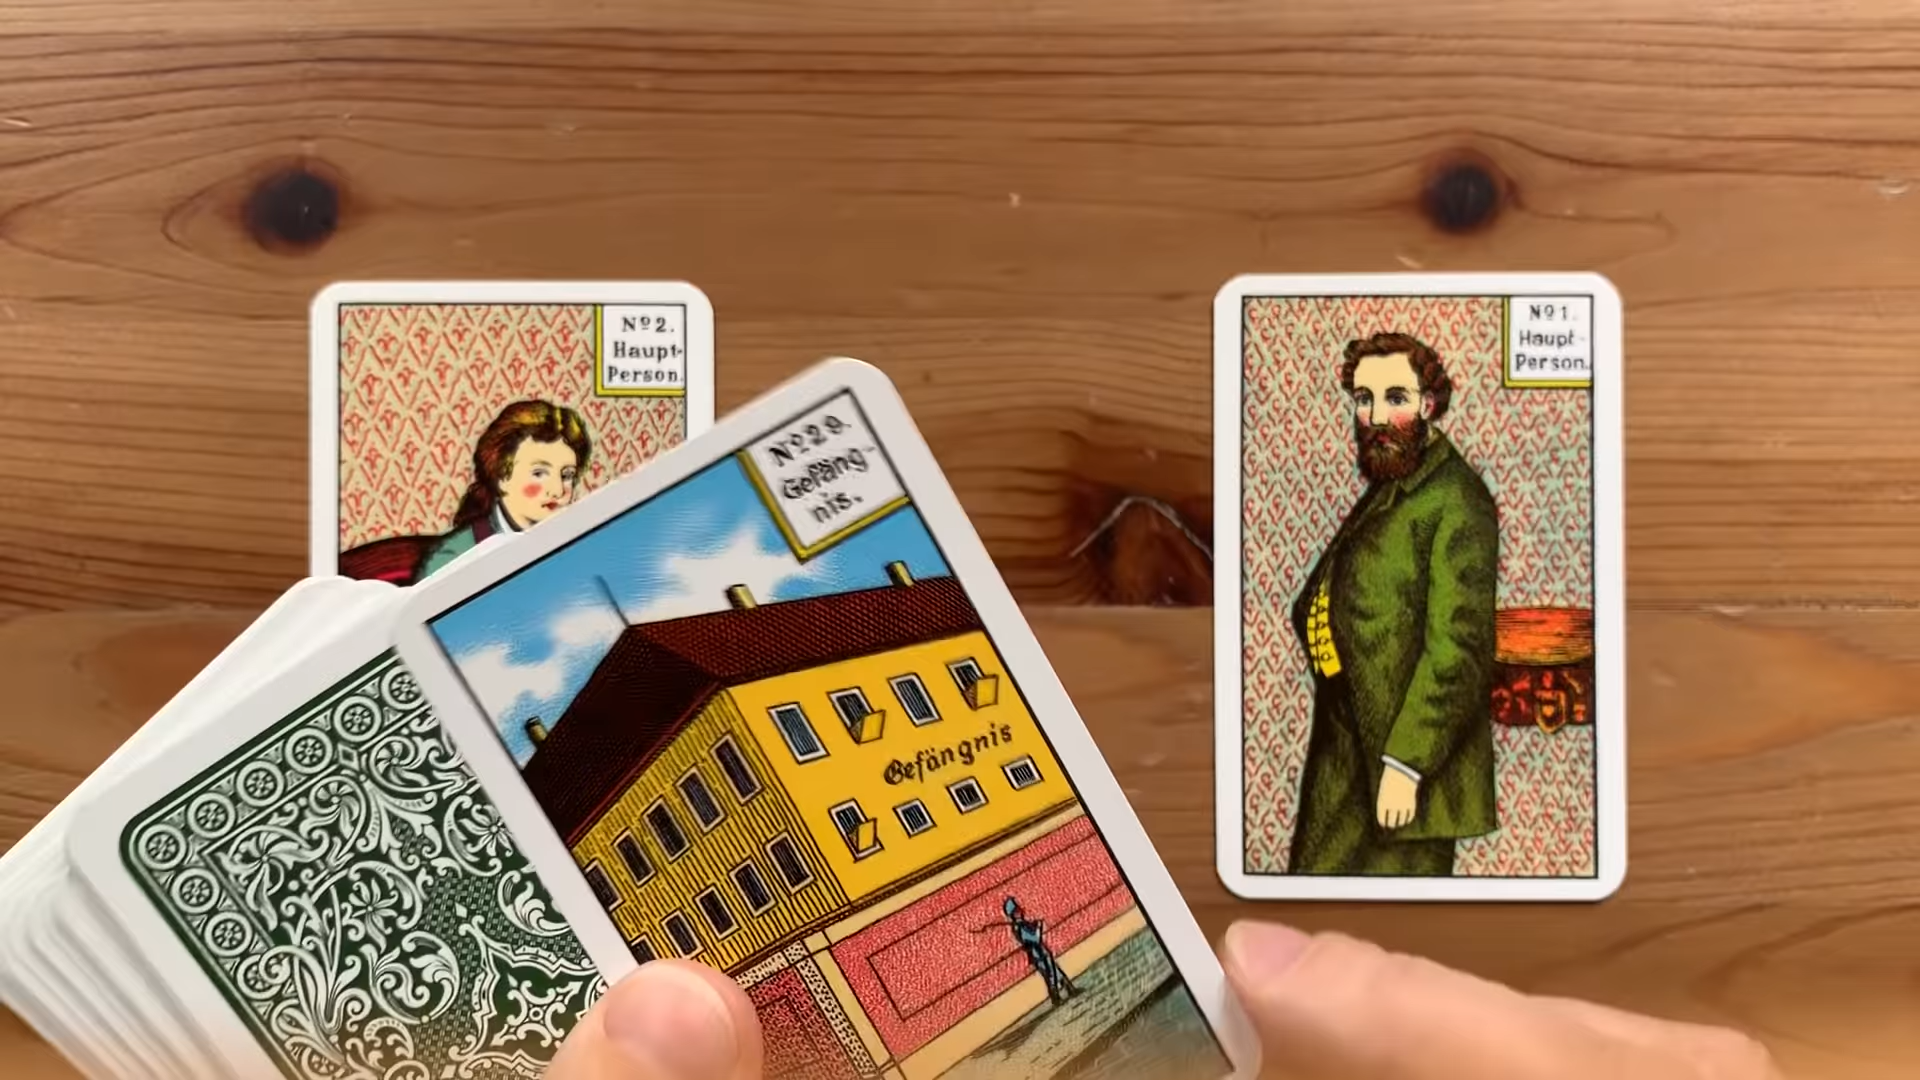 Nº 2.
Haupt-
Person.
Nº 29.
Gefäng-
nis.
Gefängnis
Nº 1.
Haupt-
Person.